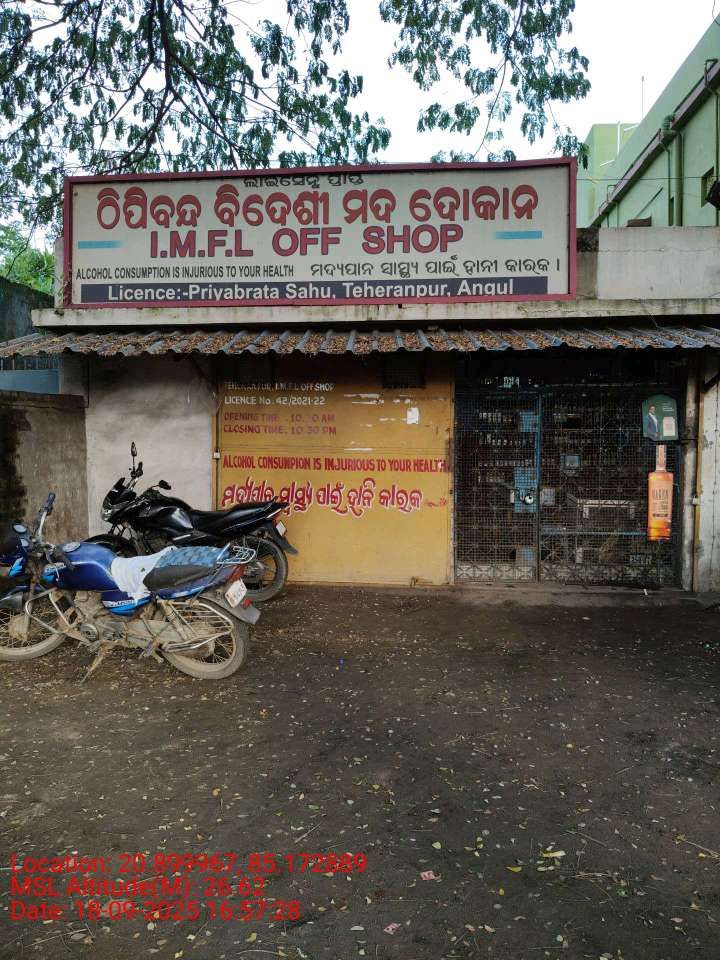 ଲାଇସେନ୍ସ ପ୍ରାପ୍ତ
ଠିପିବନ୍ଦ ବିଦେଶୀ ମଦ ଦୋକାନ
I.M.F.L OFF SHOP
ALCOHOL CONSUMPTION IS INJURIOUS TO YOUR HEALTH ମଦ୍ୟପାନ ସ୍ୱାସ୍ଥ୍ୟ ପାଇଁ ହାନୀ କାରକ ।
Licence:-Priyabrata Sahu, Teheranpur, Angul
TEHERANPUR, I.M.F.L OFF SHOP
LICENCE No. 42/2021-22
OPENING TIME . 10.30 AM
CLOSING TIME . 10.30 PM
ALCOHOL CONSUMPION IS INJURIOUS TO YOUR HEALTH
ମଦ୍ୟପାନ ସ୍ୱାସ୍ଥ୍ୟ ପାଇଁ ହାନି କାରକ
Location: 20.899967, 85.172889
MSL Altitude(M): 26.62
Date: 18-09-2025 16:57:28